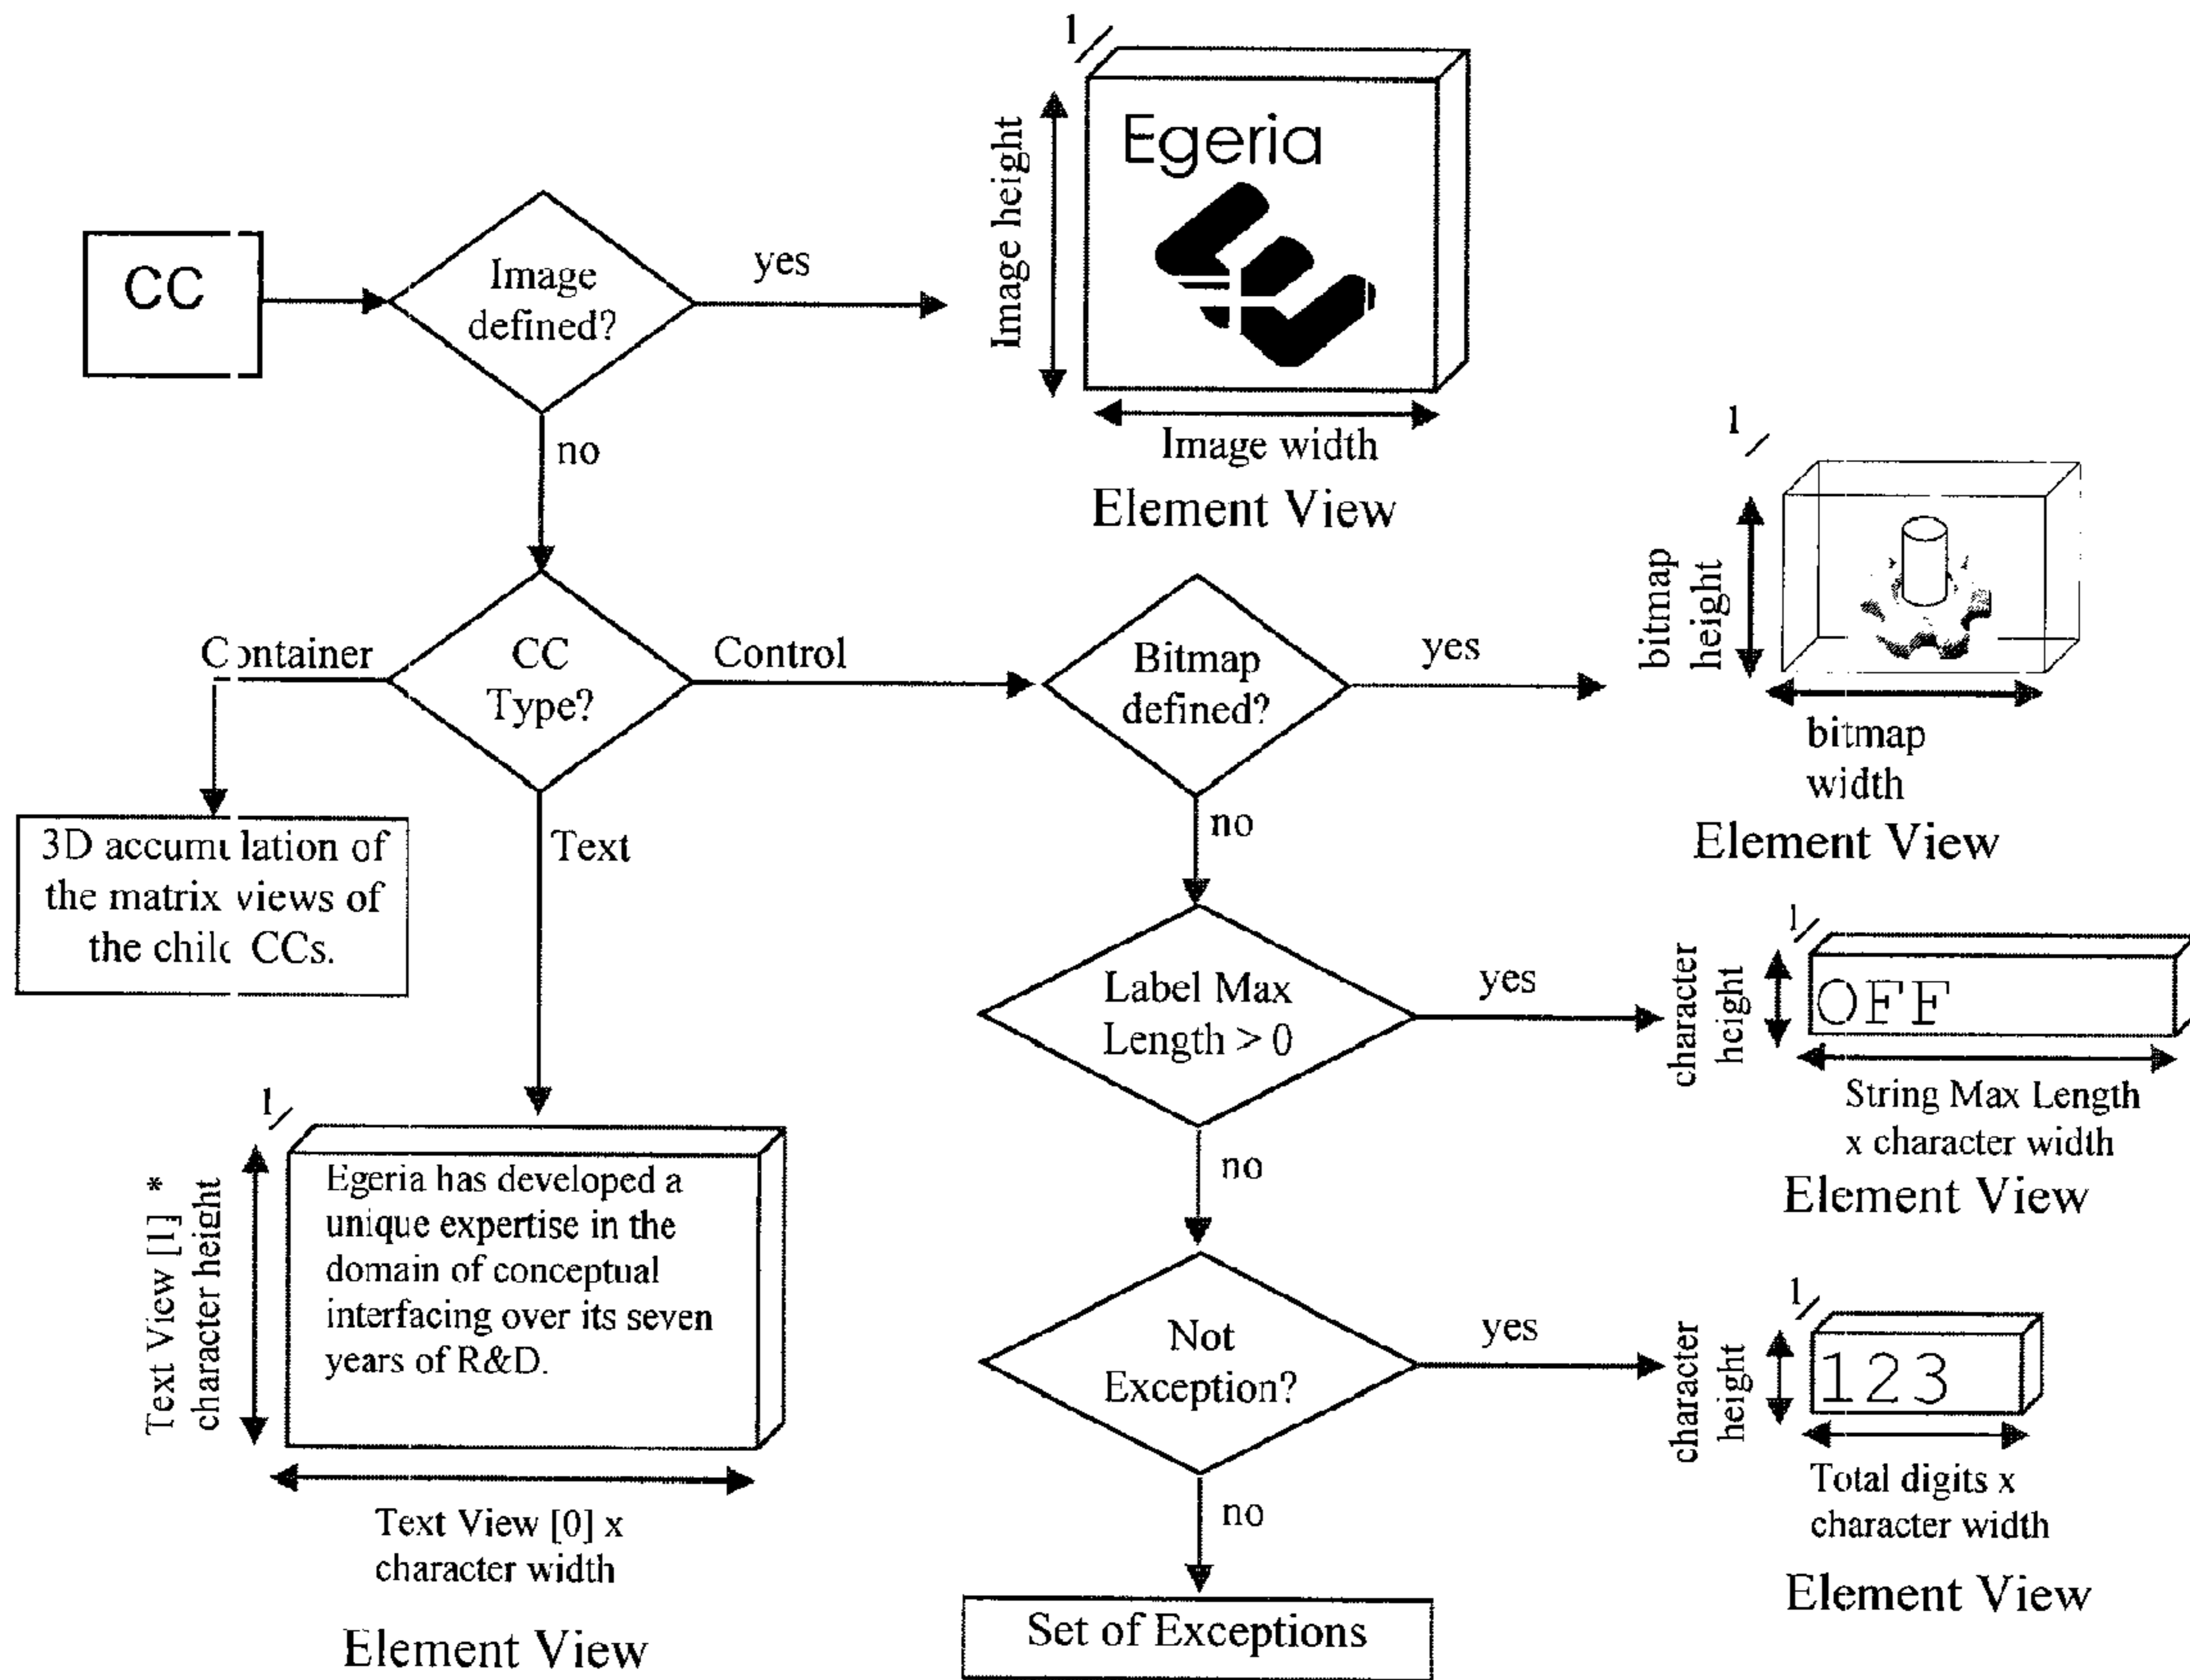 CC
Image
defined?
yes
no
1
Image height
Egeria
Image width
Element View
CC
Type?
Container
Control
Text
3D accumulation of
the matrix views of
the child CCs.
Bitmap
defined?
yes
no
1
bitmap
height
bitmap
width
Element View
Label Max
Length > 0
yes
no
1
character
height
OFF
String Max Length
x character width
Element View
Not
Exception?
yes
no
1
character
height
123
Total digits x
character width
Element View
Set of Exceptions
1
Text View [1] *
character height
Egeria has developed a
unique expertise in the
domain of conceptual
interfacing over its seven
years of R&D.
Text View [0] x
character width
Element View